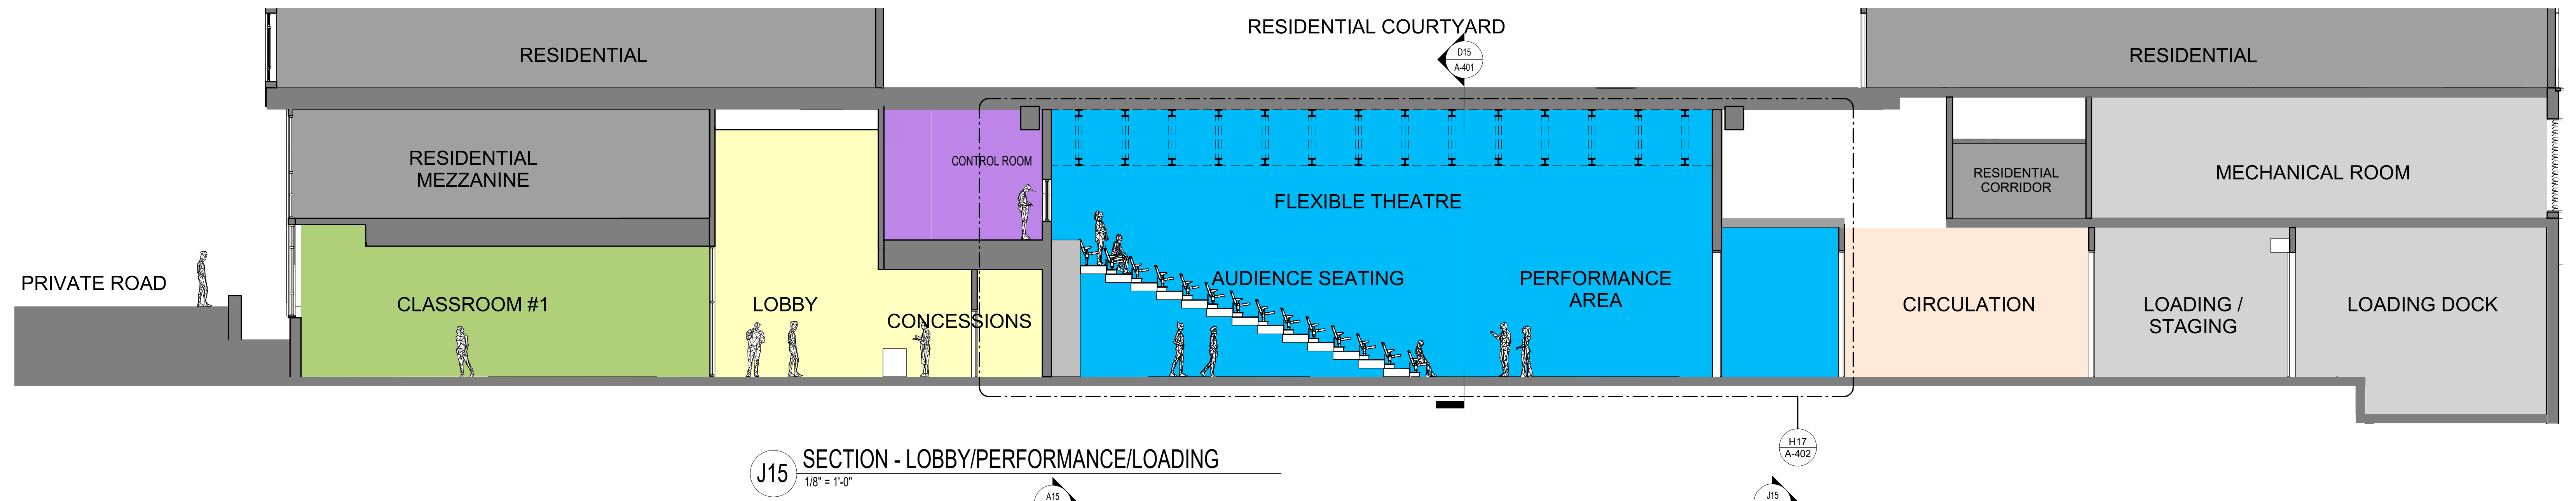 RESIDENTIAL COURTYARD
RESIDENTIAL
D15
A-401
RESIDENTIAL
RESIDENTIAL
MEZZANINE
CONTROL ROOM
FLEXIBLE THEATRE
RESIDENTIAL
CORRIDOR
MECHANICAL ROOM
PRIVATE ROAD
CLASSROOM #1
LOBBY
CONCESSIONS
AUDIENCE SEATING
PERFORMANCE
AREA
CIRCULATION
LOADING /
STAGING
LOADING DOCK
H17
A-402
J15
SECTION - LOBBY/PERFORMANCE/LOADING
1/8" = 1'-0"
A15
J15